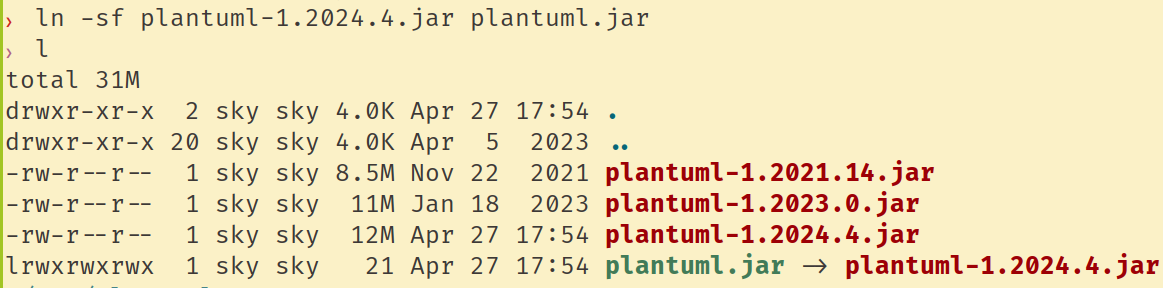 ❯ ln -sf plantuml-1.2024.4.jar plantuml.jar
❯ l
total 31M
drwxr-xr-x  2 sky sky 4.0K Apr 27 17:54 .
drwxr-xr-x 20 sky sky 4.0K Apr  5  2023 ..
-rw-r--r--  1 sky sky 8.5M Nov 22  2021 plantuml-1.2021.14.jar
-rw-r--r--  1 sky sky  11M Jan 18  2023 plantuml-1.2023.0.jar
-rw-r--r--  1 sky sky  12M Apr 27 17:54 plantuml-1.2024.4.jar
lrwxrwxrwx  1 sky sky   21 Apr 27 17:54 plantuml.jar -> plantuml-1.2024.4.jar